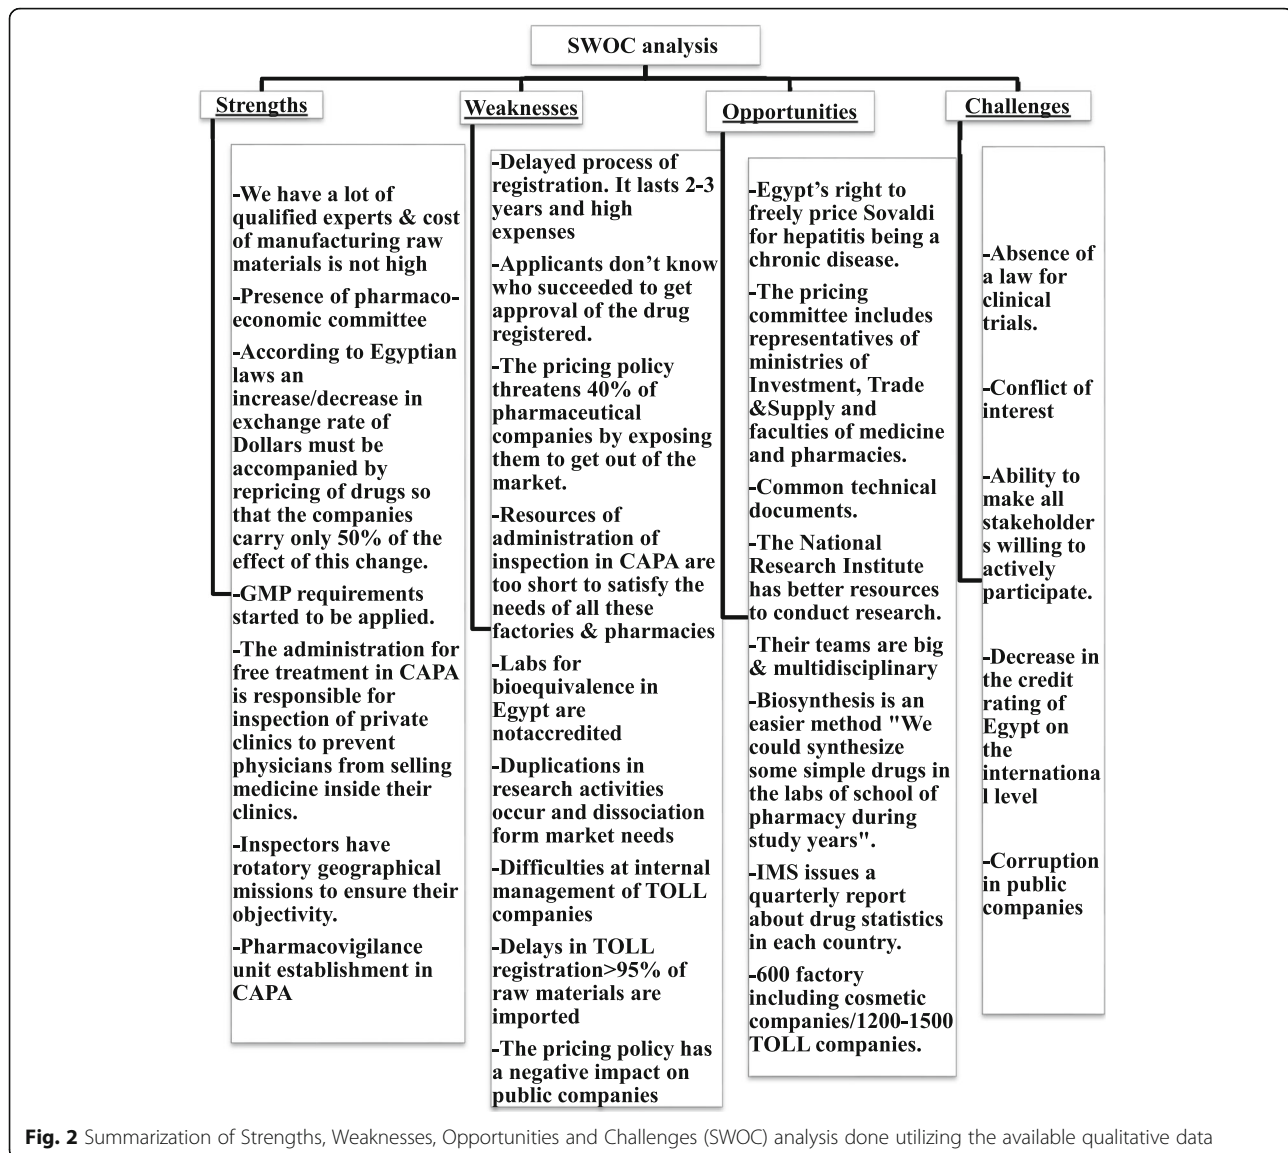 SWOC analysis
Strengths
-We have a lot of
qualified experts & cost
of manufacturing raw
materials is not high
-Presence of pharmaco-
economic committee
-According to Egyptian
laws an
increase/decrease in
exchange rate of
Dollars must be
accompanied by
repricing of drugs so
that the companies
carry only 50% of the
effect of this change.
-GMP requirements
started to be applied.
-The administration for
free treatment in CAPA
is responsible for
inspection of private
clinics to prevent
physicians from selling
medicine inside their
clinics.
-Inspectors have
rotatory geographical
missions to ensure their
objectivity.
-Pharmacovigilance
unit establishment in
CAPA
Weaknesses
-Delayed process of
registration. It lasts 2-3
years and high
expenses
-Applicants don't know
who succeeded to get
approval of the drug
registered.
-The pricing policy
threatens 40% of
pharmaceutical
companies by exposing
them to get out of the
market.
-Resources of
administration of
inspection in CAPA are
too short to satisfy the
needs of all these
factories & pharmacies
-Labs for
bioequivalence in
Egypt are
notaccredited
-Duplications in
research activities
occur and dissociation
form market needs
-Difficulties at internal
management of TOLL
companies
-Delays in TOLL
registration>95% of
raw materials are
imported
-The pricing policy has
a negative impact on
public companies
Opportunities
-Egypt's right to
freely price Sovaldi
for hepatitis being a
chronic disease.
-The pricing
committee includes
representatives of
ministries of
Investment, Trade
&Supply and
faculties of medicine
and pharmacies.
-Common technical
documents.
-The National
Research Institute
has better resources
to conduct research.
-Their teams are big
& multidisciplinary
-Biosynthesis is an
easier method "We
could synthesize
some simple drugs in
the labs of school of
pharmacy during
study years".
-IMS issues a
quarterly report
about drug statistics
in each country.
-600 factory
including cosmetic
companies/1200-1500
TOLL companies.
Challenges
-Absence of
a law for
clinical
trials.
-Conflict of
interest
-Ability to
make all
stakeholder
s willing to
actively
participate.
-Decrease in
the credit
rating of
Egypt on
the
internationa
l level
-Corruption
in public
companies
Fig. 2 Summarization of Strengths, Weaknesses, Opportunities and Challenges (SWOC) analysis done utilizing the available qualitative data